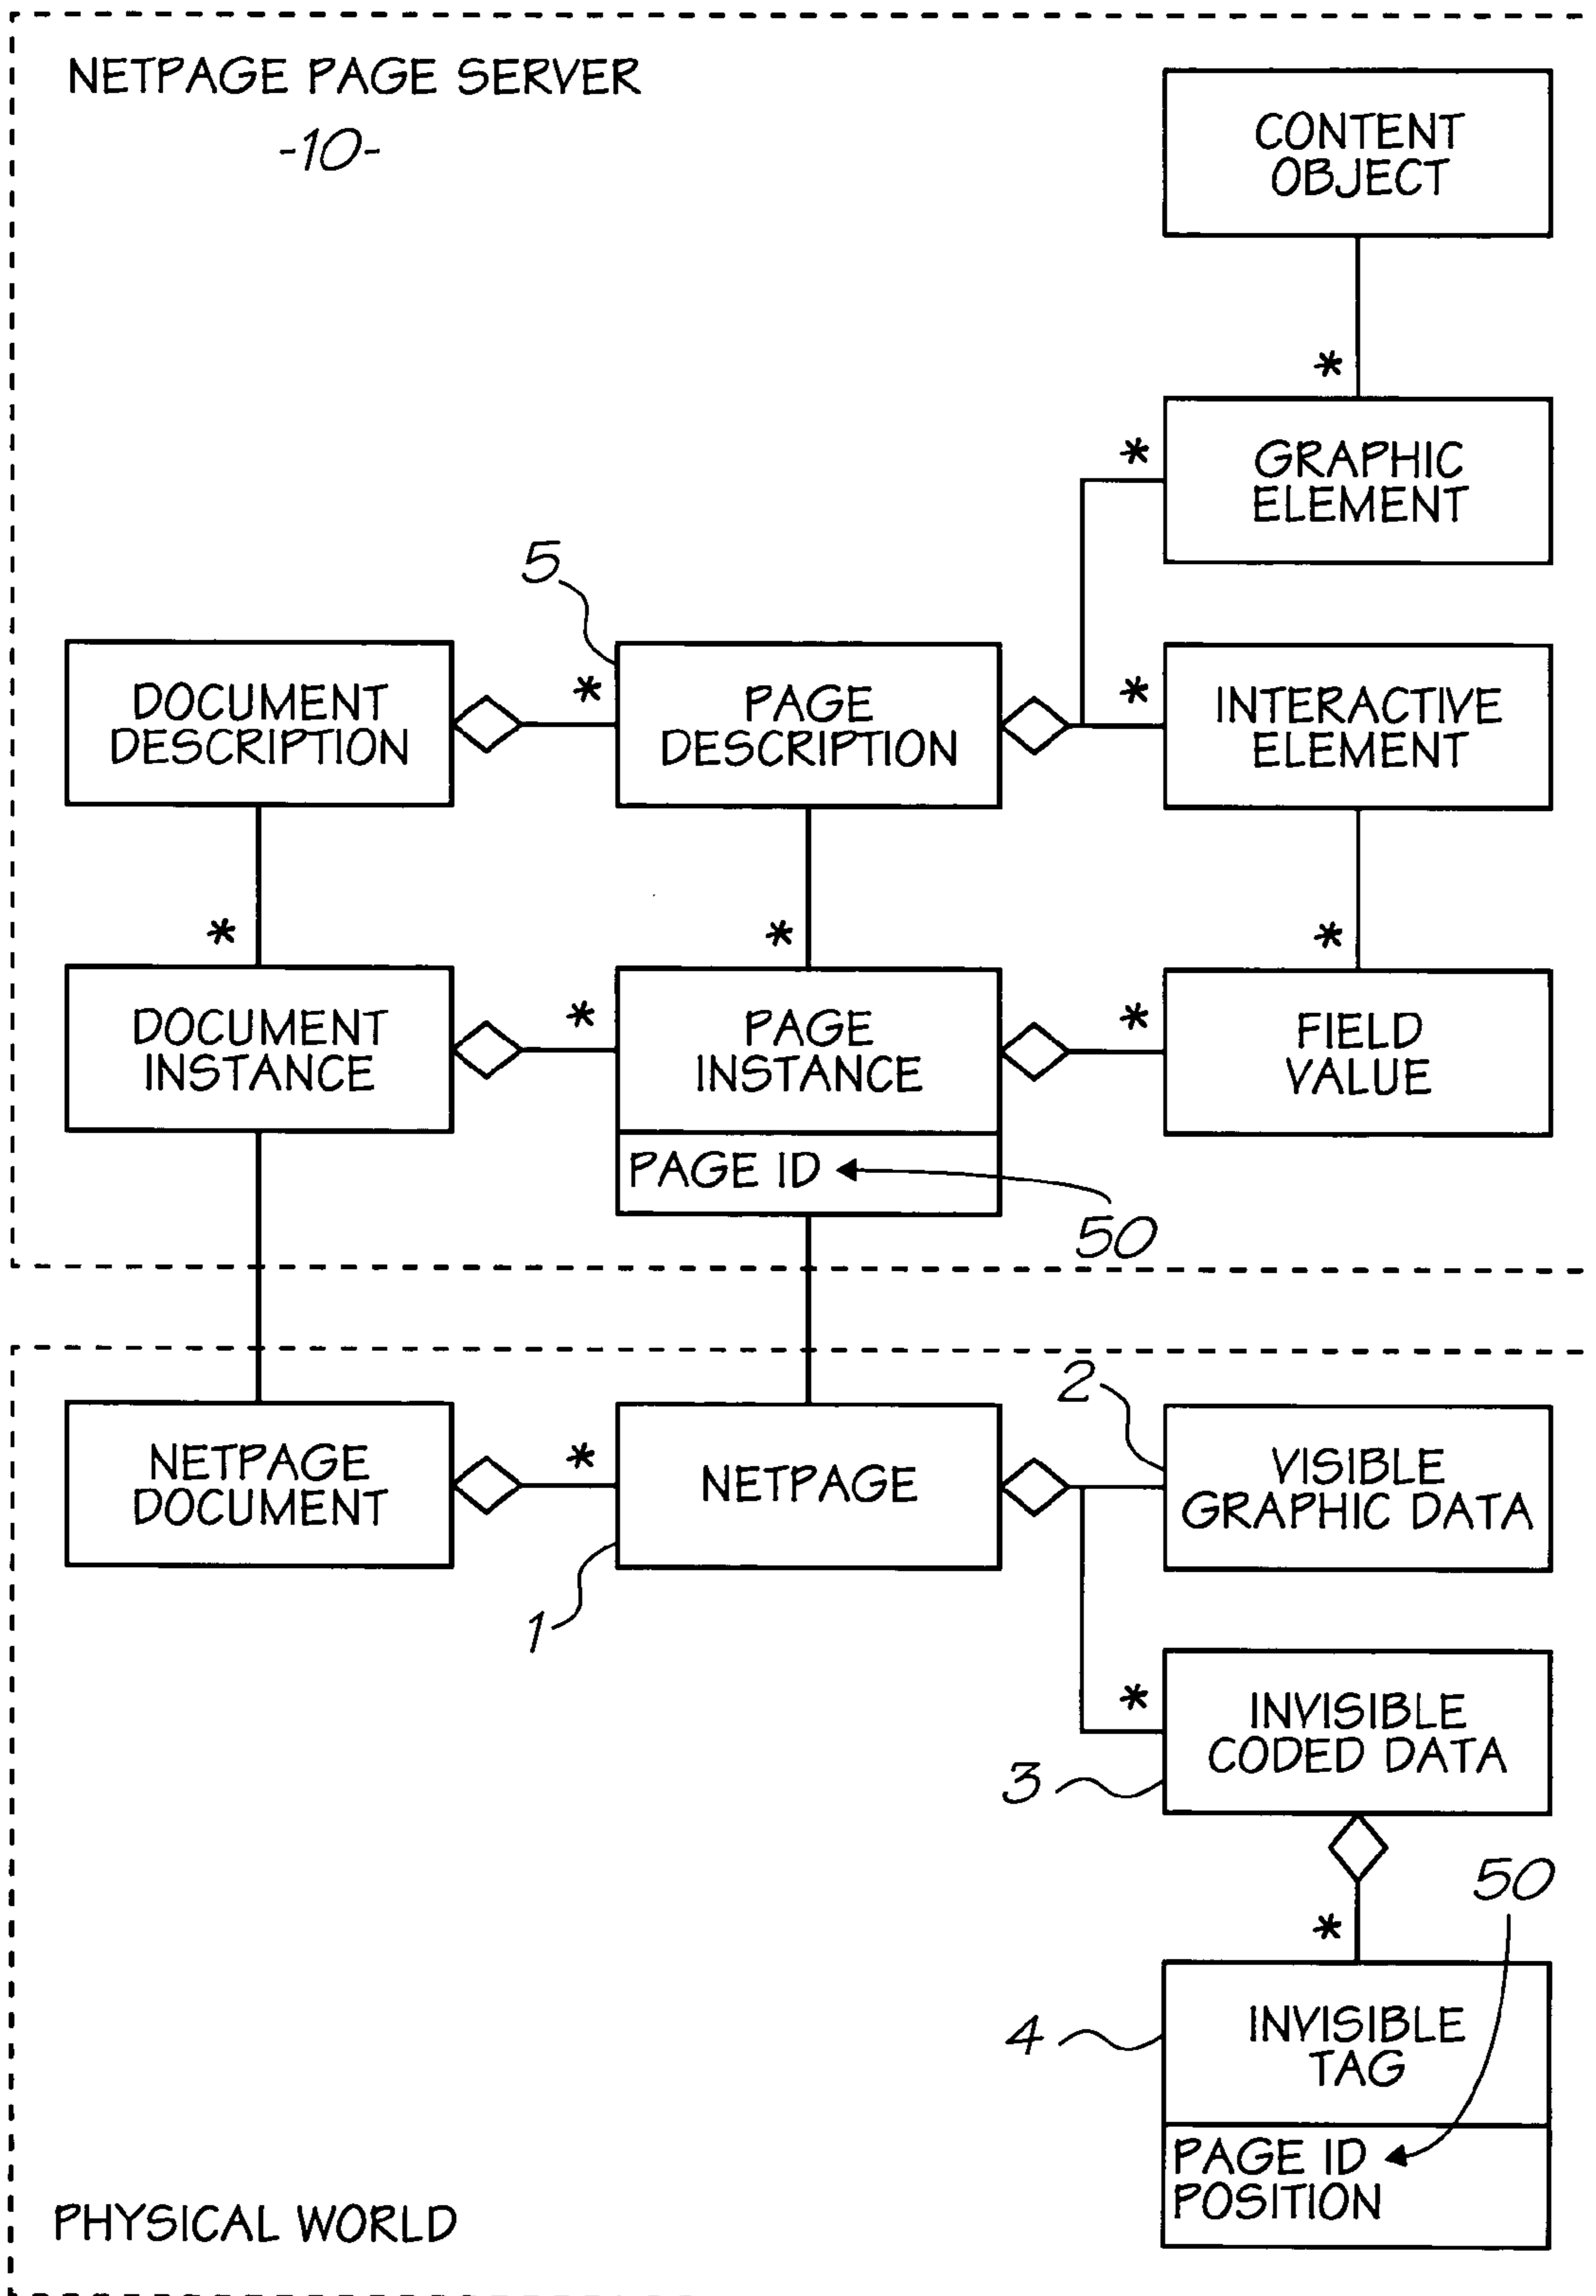 NETPAGE PAGE SERVER
-10-
CONTENT
OBJECT
*
GRAPHIC
ELEMENT
*
5
DOCUMENT
DESCRIPTION
*
PAGE
DESCRIPTION
*
INTERACTIVE
ELEMENT
*
*
*
DOCUMENT
INSTANCE
*
PAGE
INSTANCE
*
FIELD
VALUE
PAGE ID
50
2
NETPAGE
DOCUMENT
*
NETPAGE
VISIBLE
GRAPHIC DATA
1
*
INVISIBLE
CODED DATA
3
50
*
4
INVISIBLE
TAG
PAGE ID
POSITION
PHYSICAL WORLD